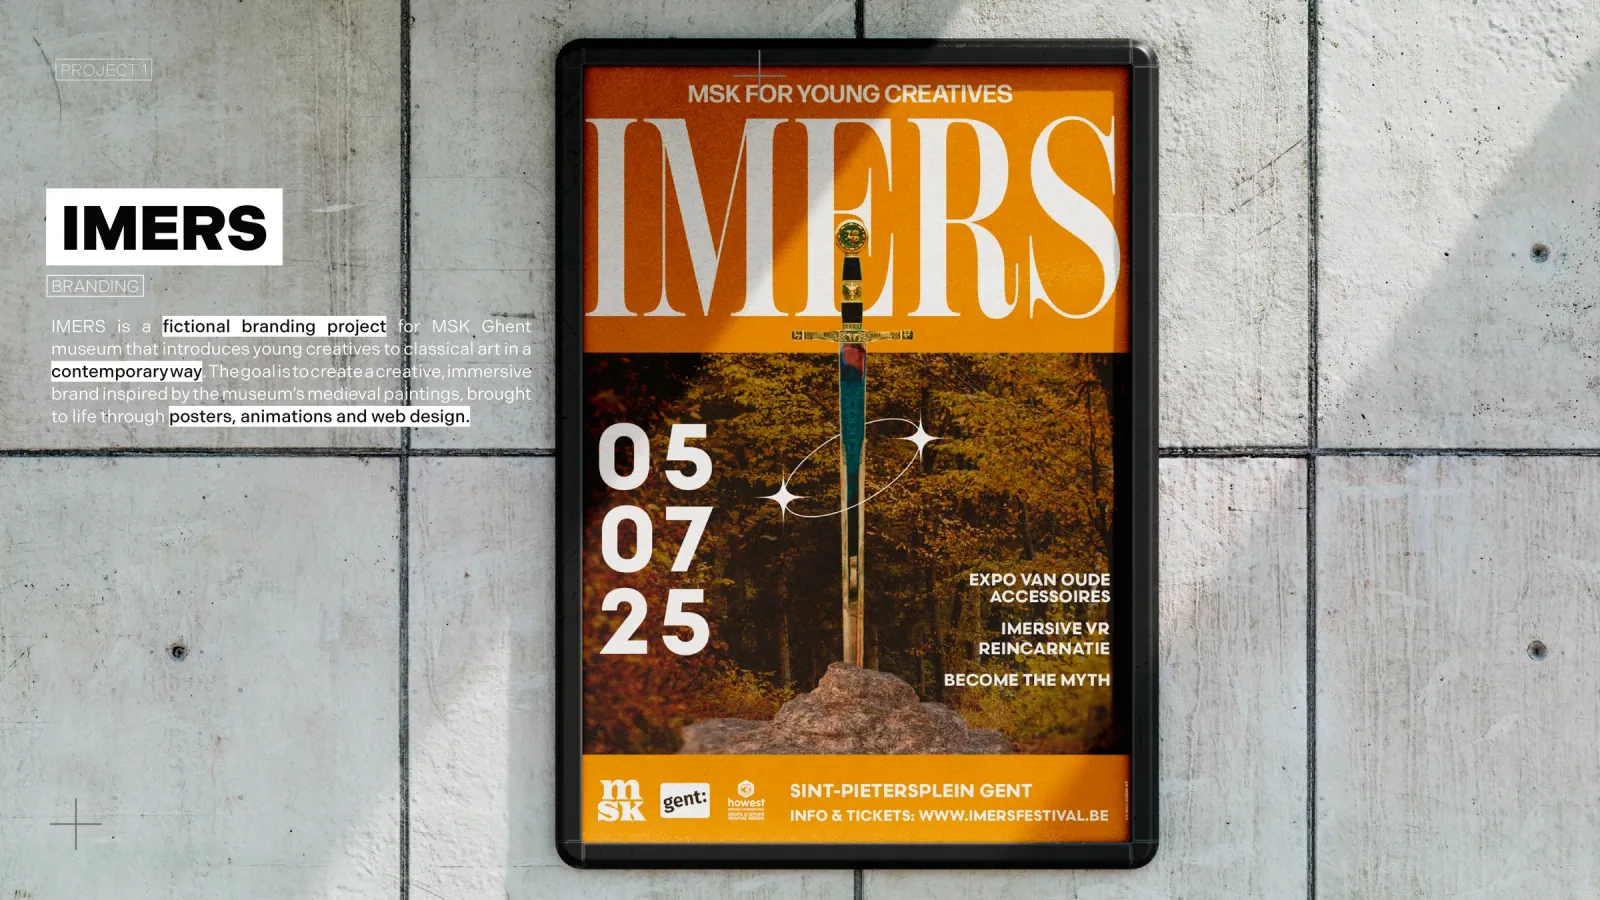 PROJECT 1
IMERS
BRANDING
IMERS is a fictional branding project for MSK Ghent
museum that introduces young creatives to classical art in a
contemporary way. The goal is to create a creative, immersive
brand inspired by the museum's medieval paintings, brought
to life through posters, animations and web design.
MSK FOR YOUNG CREATIVES
IMERS
05
07
25
EXPO VAN OUDE
ACCESSOIRES
IMERSIVE VR
REINCARNATIE
BECOME THE MYTH
m
SK
gent:
howest
SINT-PIETERSPLEIN GENT
INFO & TICKETS: WWW.IMERSFESTIVAL.BE